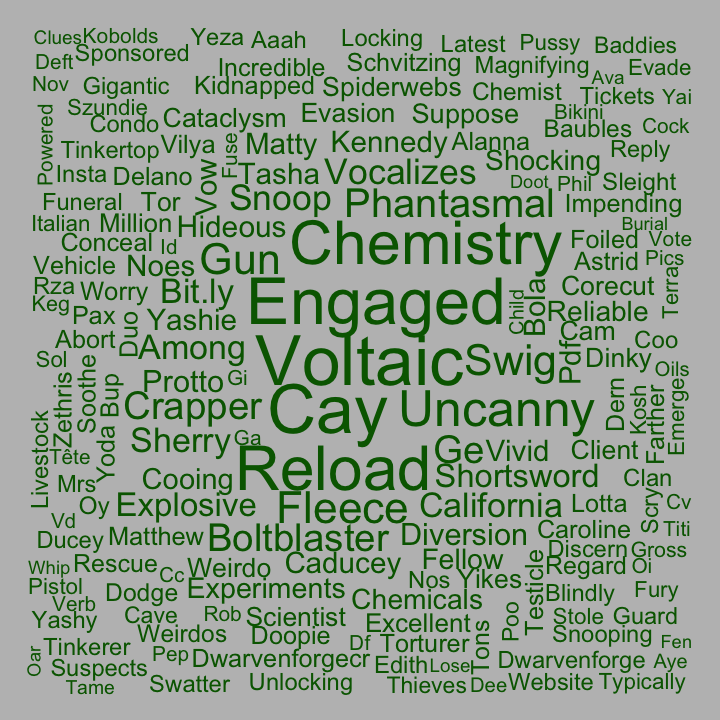 Clues Kobolds Yeza Aaah Locking Latest Pussy Baddies
Deft Sponsored Incredible Schvitzing Magnifying Ava Evade
Nov Gigantic Kidnapped Spiderwebs Chemist Tickets Yai
Szundie Cataclysm Evasion Suppose Bikini
Powered Condo Baubles Cock
Tinkertop Vilya Fuse Matty Kennedy Alanna Shocking Reply
Insta Delano Vow Tasha Vocalizes Doot Phil Sleight
Funeral Tor Snoop Phantasmal Impending
Italian Million Hideous Burial
Conceal Id Gun Chemistry Foiled Vote
Vehicle Noes Astrid Pics
Rza Worry Bit.ly Engaged Child Bola Corecut Terras
Keg Pax Duo Yashie Reliable
Abort Among Voltaic Swig Pdf Cam Dinky Coo
Sol Soothe Protto Gi Oils
Zethris Bup Crapper Cay Uncanny Dern Kosh Farther Emerges
Livestock Tête Yoda Sherry Ga Ge Vivid Client
Mrs Cooing Reload Shortsword Clan
Oy Explosive Fleece California Lotta Scry Cv
Vd Titi
Ducey Matthew Boltblaster Diversion Caroline
Whip Rescue Cc Weirdo Caducey Fellow Discern Gross
Regard Oi
Pistol Dodge Experiments Nos Yikes Testicle Blindly Fury
Verb Chemicals
Yashy Cave Rob Scientist Excellent Poo Stole Guard
Weirdos Doopie Snooping
Oar Tinkerer Pep Df Torturer Tons Fen
Suspects Dwarvenforgecr Edith Lose Dwarvenforge Aye
Tame Swatter Unlocking Thieves Dee Website Typically